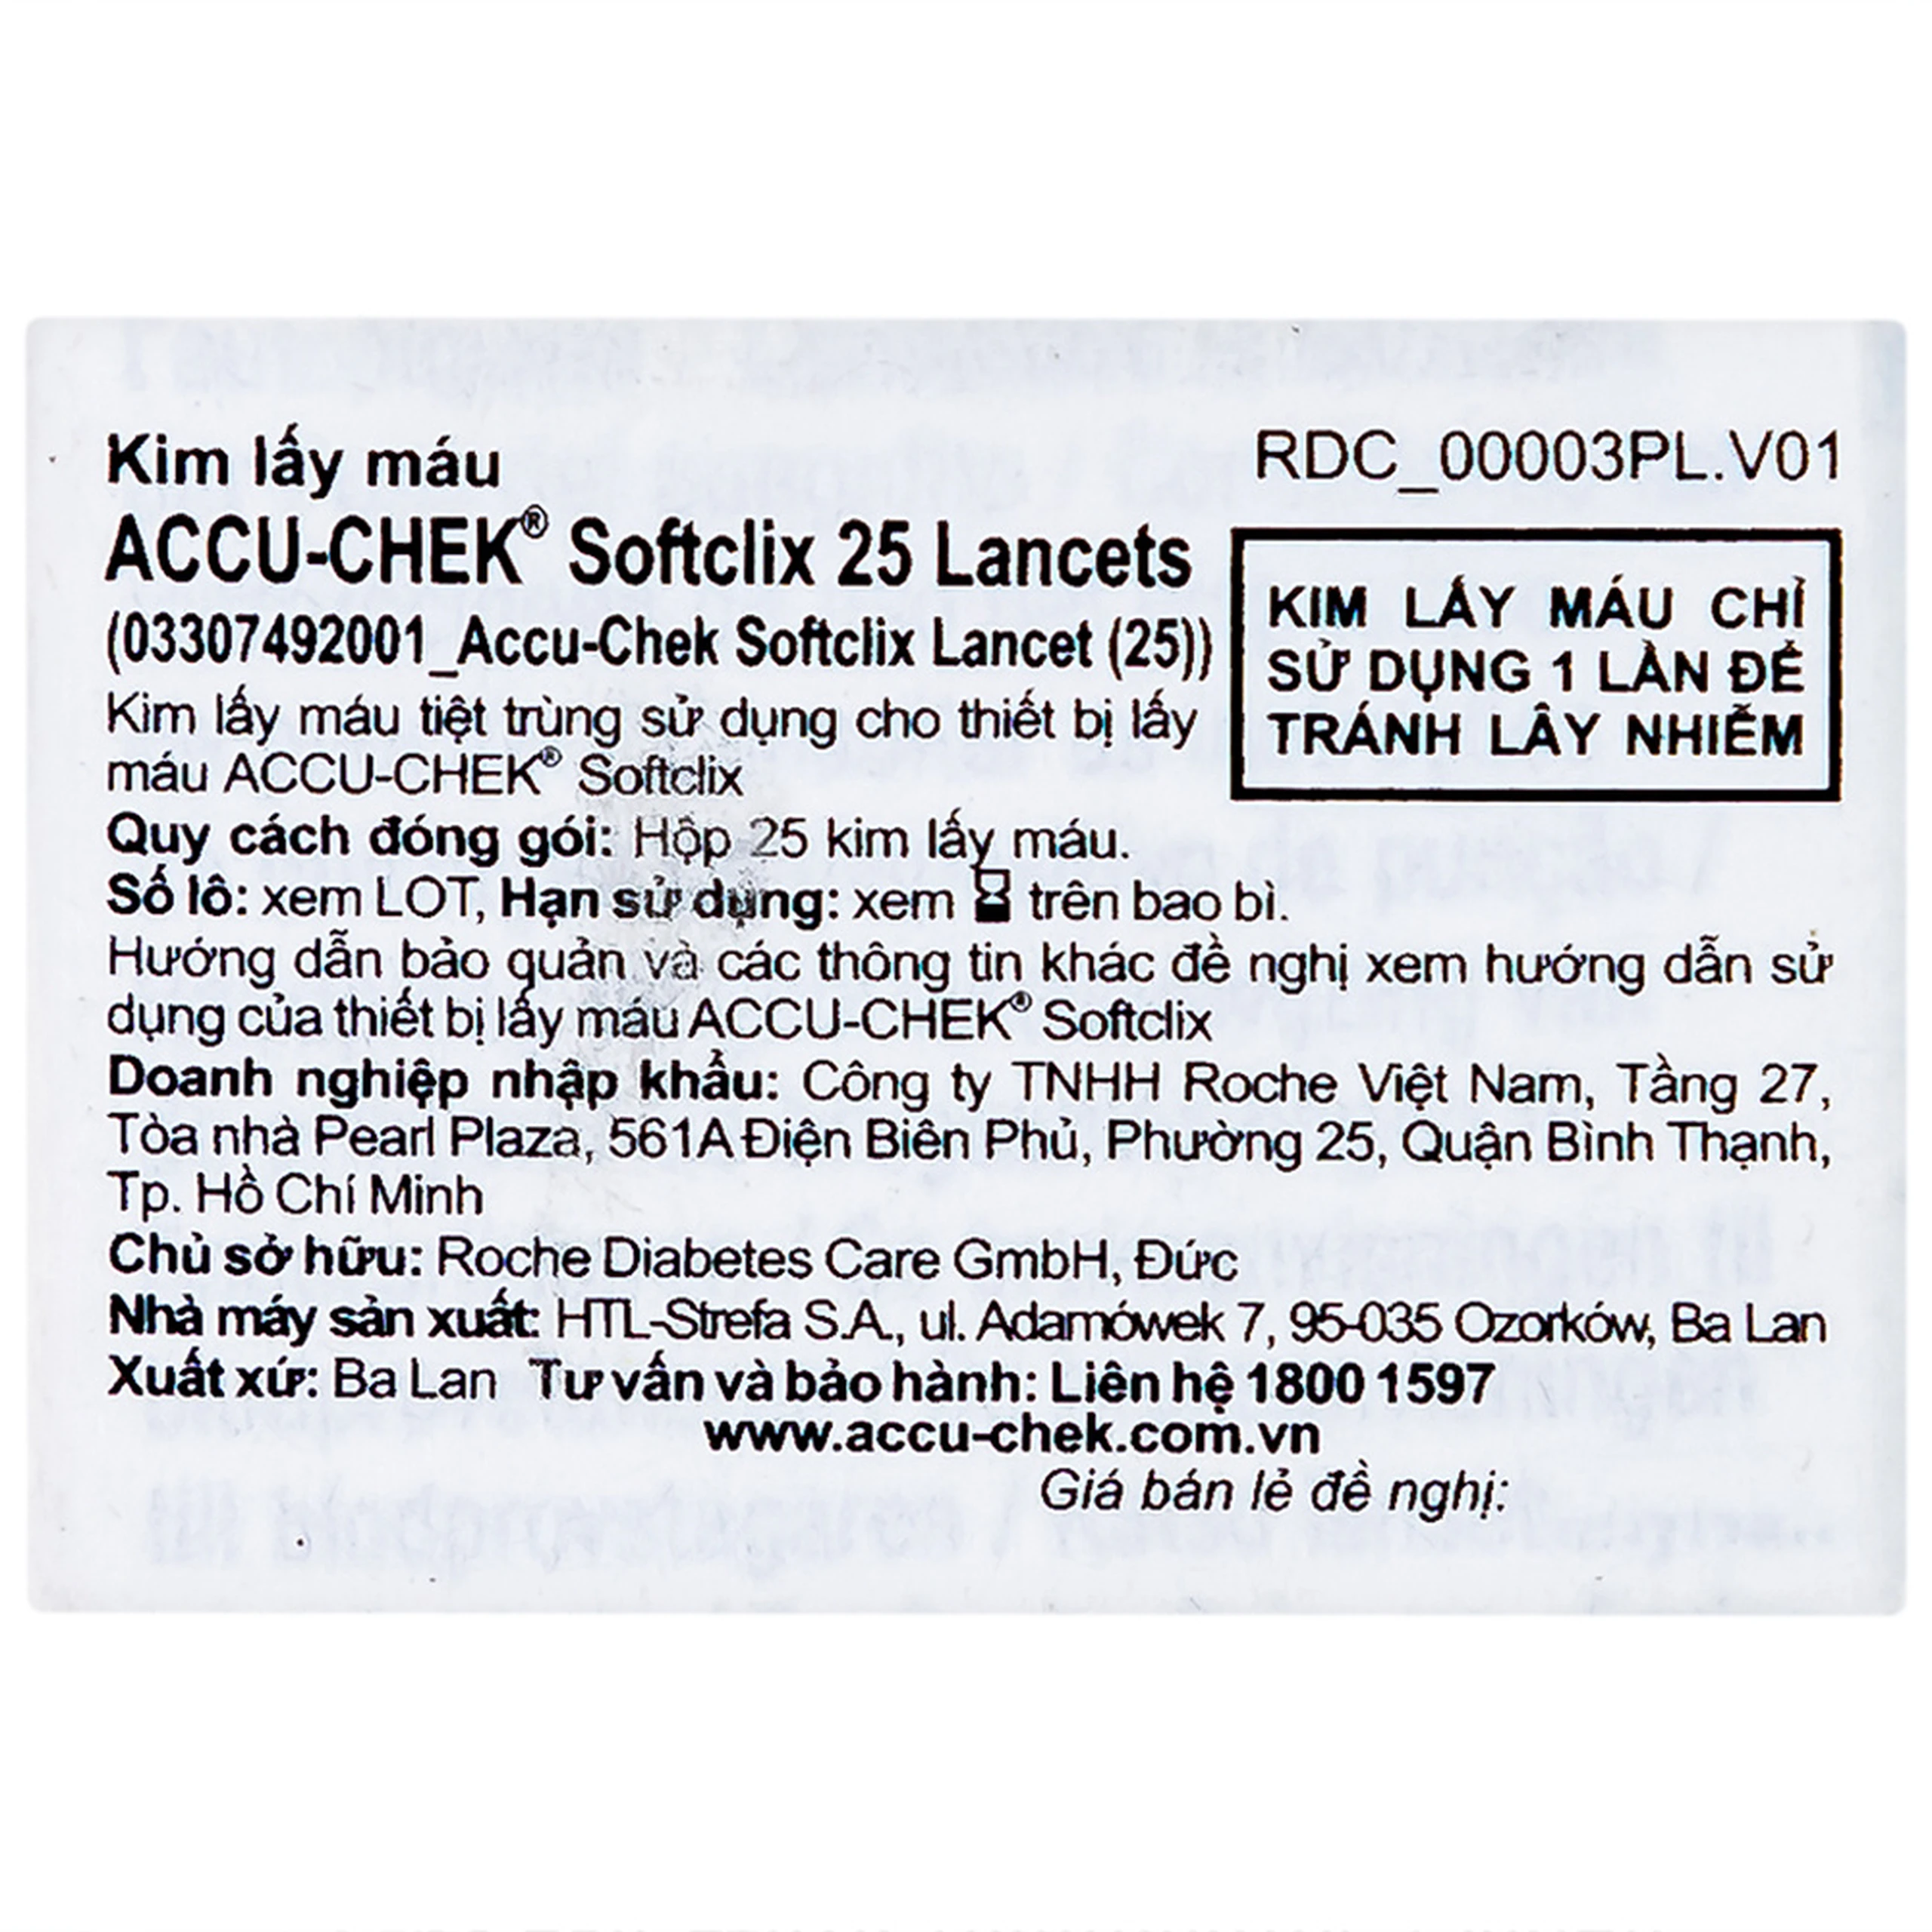 Kim lấy máu
RDC_00003PL.V01
ACCU-CHEK® Softclix 25 Lancets
(03307492001_Accu-Chek Softclix Lancet (25))
KIM LẤY MÁU CHỈ
SỬ DỤNG 1 LẦN ĐỂ
TRÁNH LÂY NHIỄM
Kim lấy máu tiệt trùng sử dụng cho thiết bị lấy
máu ACCU-CHEK® Softclix
Quy cách đóng gói: Hộp 25 kim lấy máu.
Số lô: xem LOT, Hạn sử dụng: xem trên bao bì.
Hướng dẫn bảo quản và các thông tin khác đề nghị xem hướng dẫn sử
dụng của thiết bị lấy máu ACCU-CHEK® Softclix
Doanh nghiệp nhập khẩu: Công ty TNHH Roche Việt Nam, Tầng 27,
Tòa nhà Pearl Plaza, 561A Điện Biên Phủ, Phường 25, Quận Bình Thạnh,
Tp. Hồ Chí Minh
Chủ sở hữu: Roche Diabetes Care GmbH, Đức
Nhà máy sản xuất: HTL-Strefa S.A., ul. Adamówek 7, 95-035 Ozorków, Ba Lan
Xuất xứ: Ba Lan Tư vấn và bảo hành: Liên hệ 1800 1597
www.accu-chek.com.vn
Giá bán lẻ đề nghị: